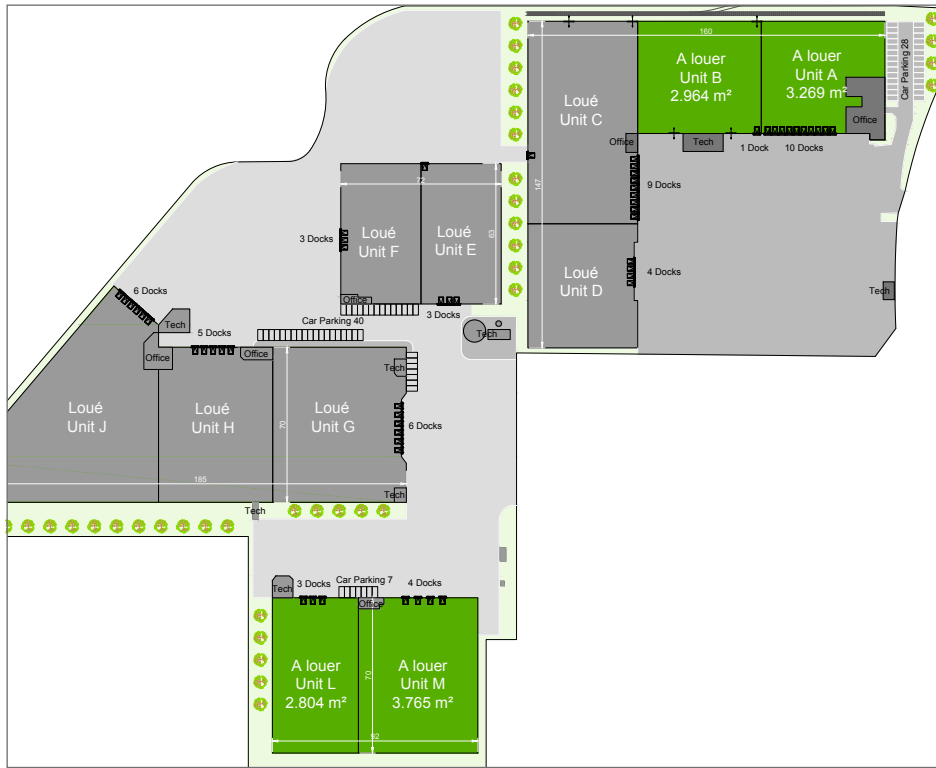 160
A louer
Unit B
2.964 m²
A louer
Unit A
3.269 m²
Car Parking 28
Office
Loué
Unit C
Office
Tech
1 Dock
10 Docks
147
9 Docks
72
63
3 Docks
Loué
Unit F
Loué
Unit E
Loué
Unit D
4 Docks
Tech
Office
3 Docks
6 Docks
Tech
5 Docks
Car Parking 40
Tech
Office
Office
Tech
Loué
Unit J
Loué
Unit H
Loué
Unit G
70
6 Docks
185
Tech
Tech
3 Docks
Car Parking 7
4 Docks
Tech
Office
A louer
Unit L
2.804 m²
70
A louer
Unit M
3.765 m²
92